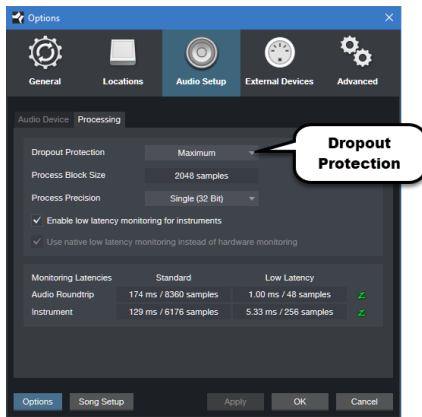 Options
General Locations Audio Setup External Devices Advanced
Audio Device Processing
Dropout Protection Maximum
Process Block Size 2048 samples
Process Precision Single (32 Bit)
Enable low latency monitoring for instruments
Use native low latency monitoring instead of hardware monitoring
Monitoring Latencies Standard Low Latency
Audio Roundtrip 174 ms / 8360 samples 1.00 ms / 48 samples Z
Instrument 129 ms / 6176 samples 5.33 ms / 256 samples Z
Options Song Setup Apply OK Cancel
Dropout
Protection